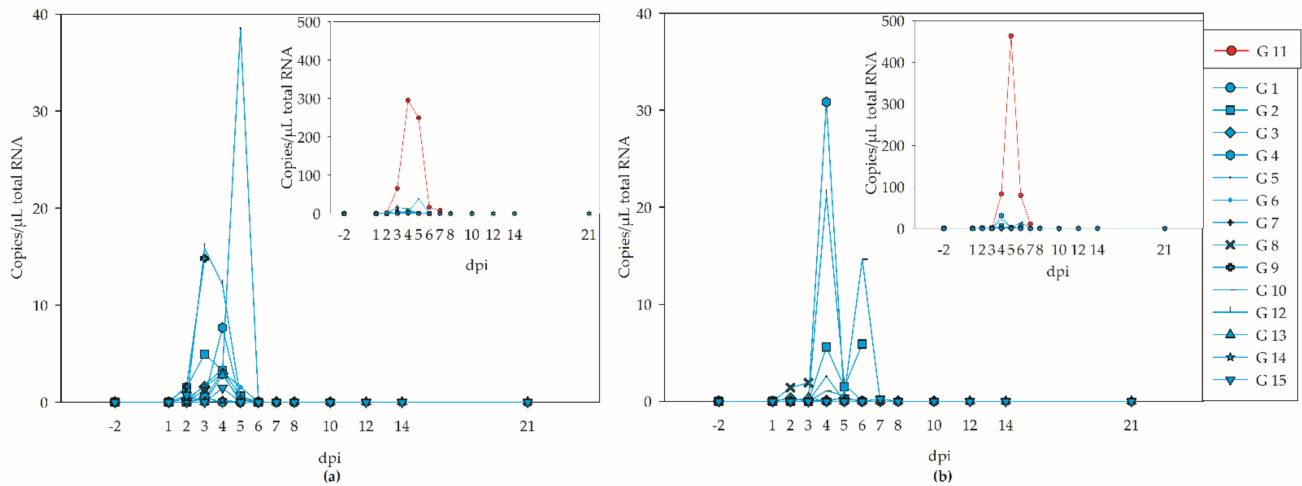 40
30
20
10
0
Copies/μL total RNA
-2 1 2 3 4 5 6 7 8 10 12 14 21
dpi
(a)
500
400
300
200
100
0
Copies/μL total RNA
-2 1 2 3 4 5 6 7 8 10 12 14 21
dpi
40
30
20
10
0
Copies/μL total RNA
-2 1 2 3 4 5 6 7 8 10 12 14 21
dpi
(b)
500
400
300
200
100
0
Copies/μL total RNA
-2 1 2 3 4 5 6 7 8 10 12 14 21
dpi
G 11
G 1
G 2
G 3
G 4
G 5
G 6
G 7
G 8
G 9
G 10
G 12
G 13
G 14
G 15